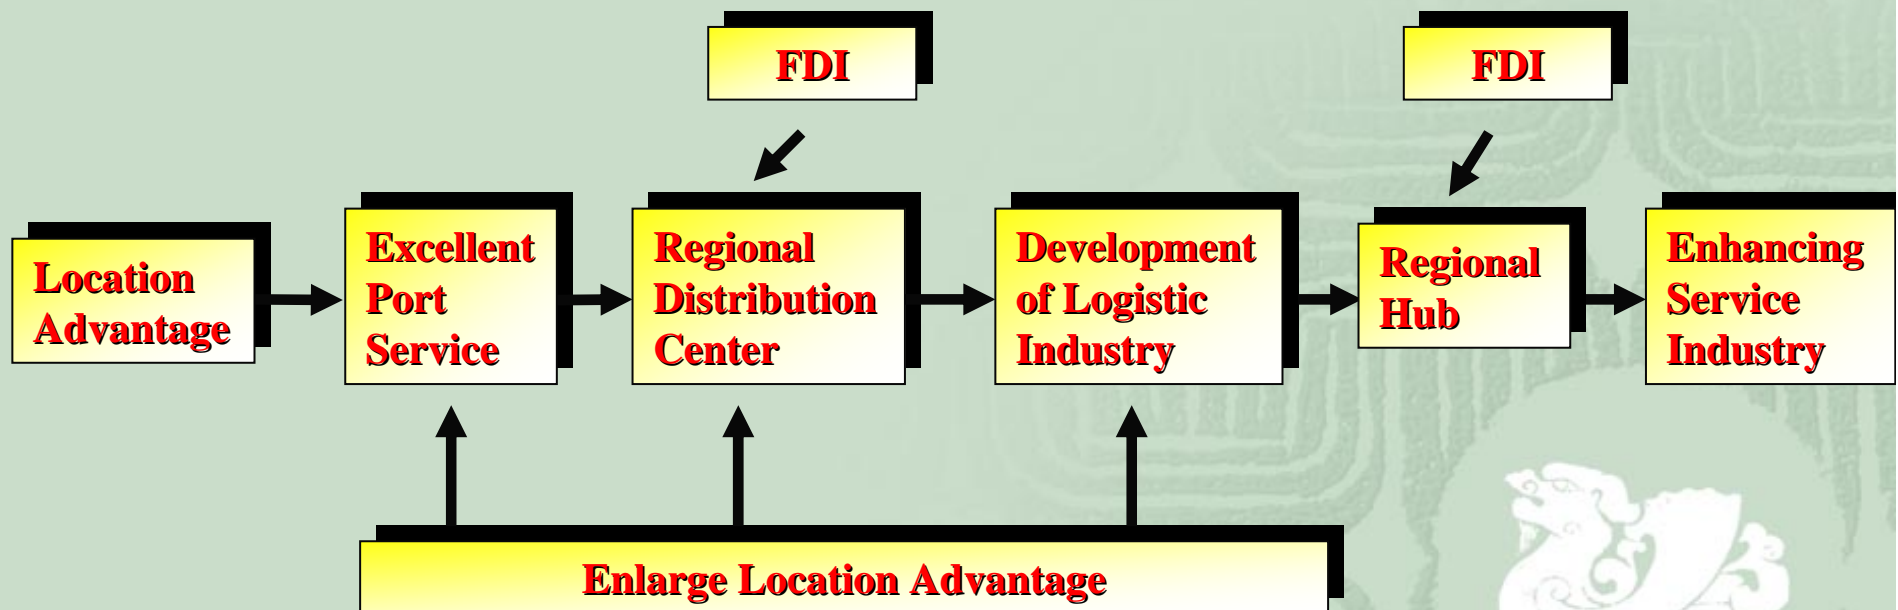 FDI
FDI
Location
Advantage
Excellent
Port
Service
Regional
Distribution
Center
Development
of Logistic
Industry
Regional
Hub
Enhancing
Service
Industry
Enlarge Location Advantage